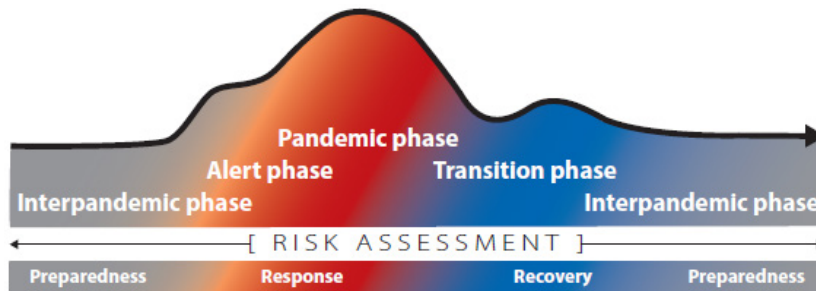 Pandemic phase
Alert phase Transition phase
Interpandemic phase Interpandemic phase
[ RISK ASSESSMENT ]
Preparedness Response Recovery Preparedness